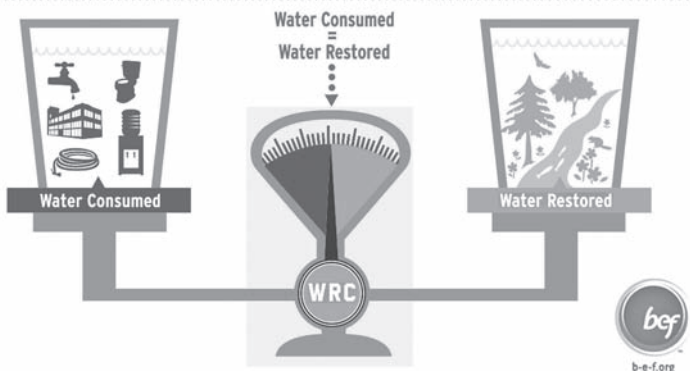 Water Consumed
=
Water Restored
Water Consumed
Water Restored
WRC
bef
b-e-f.org